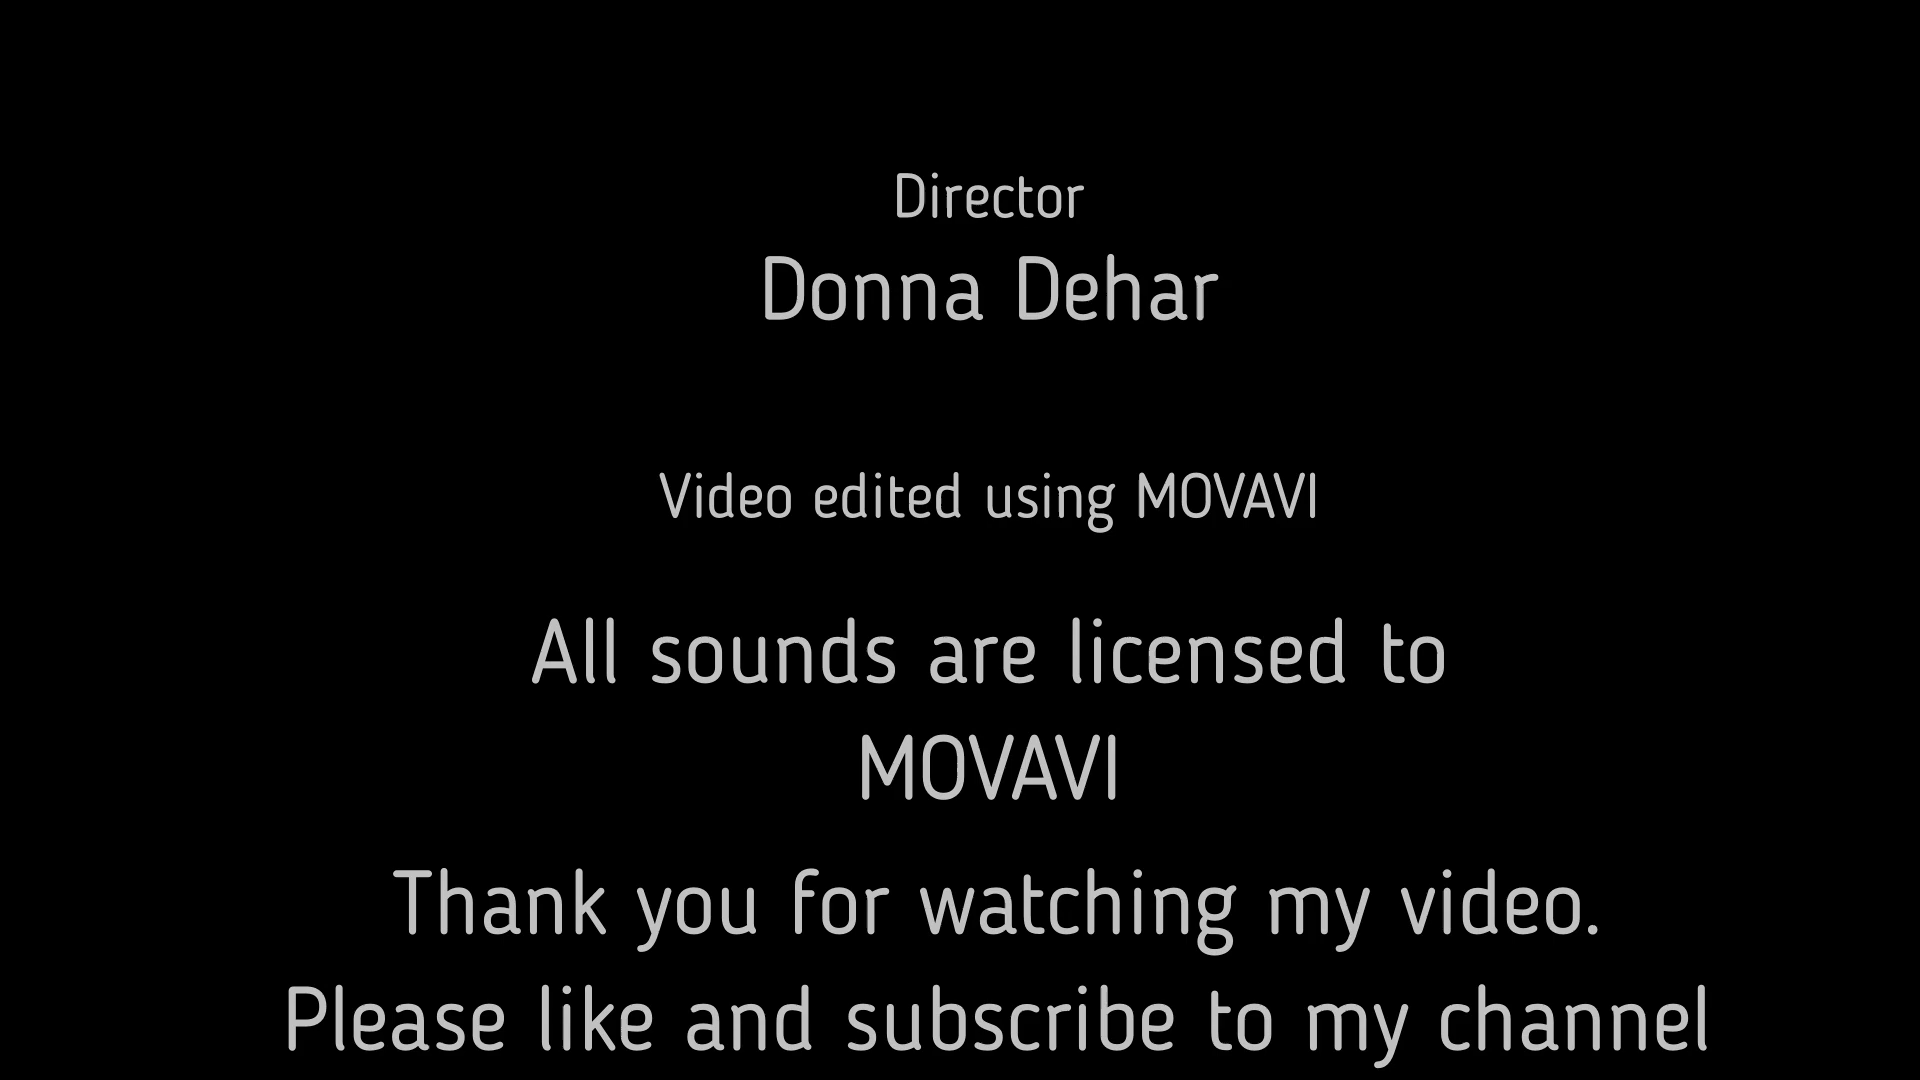 Director
Donna Dehar
Video edited using MOVAVI
All sounds are licensed to
MOVAVI
Thank you for watching my video.
Please like and subscribe to my channel